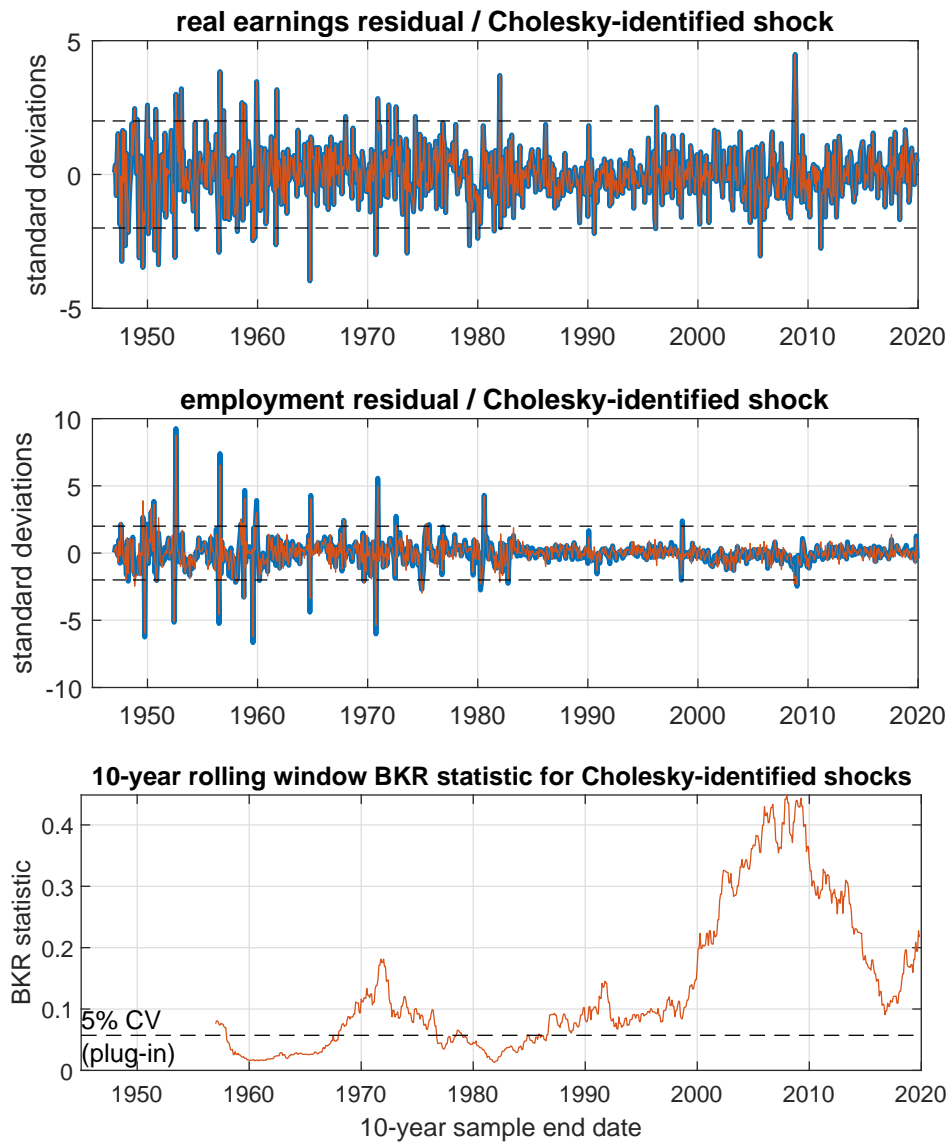 real earnings residual / Cholesky-identified shock
5
0
-5
standard deviations
1950 1960 1970 1980 1990 2000 2010 2020
employment residual / Cholesky-identified shock
10
5
0
-5
-10
standard deviations
1950 1960 1970 1980 1990 2000 2010 2020
10-year rolling window BKR statistic for Cholesky-identified shocks
0.4
0.3
0.2
0.1
0
BKR statistic
5% CV
(plug-in)
1950 1960 1970 1980 1990 2000 2010 2020
10-year sample end date